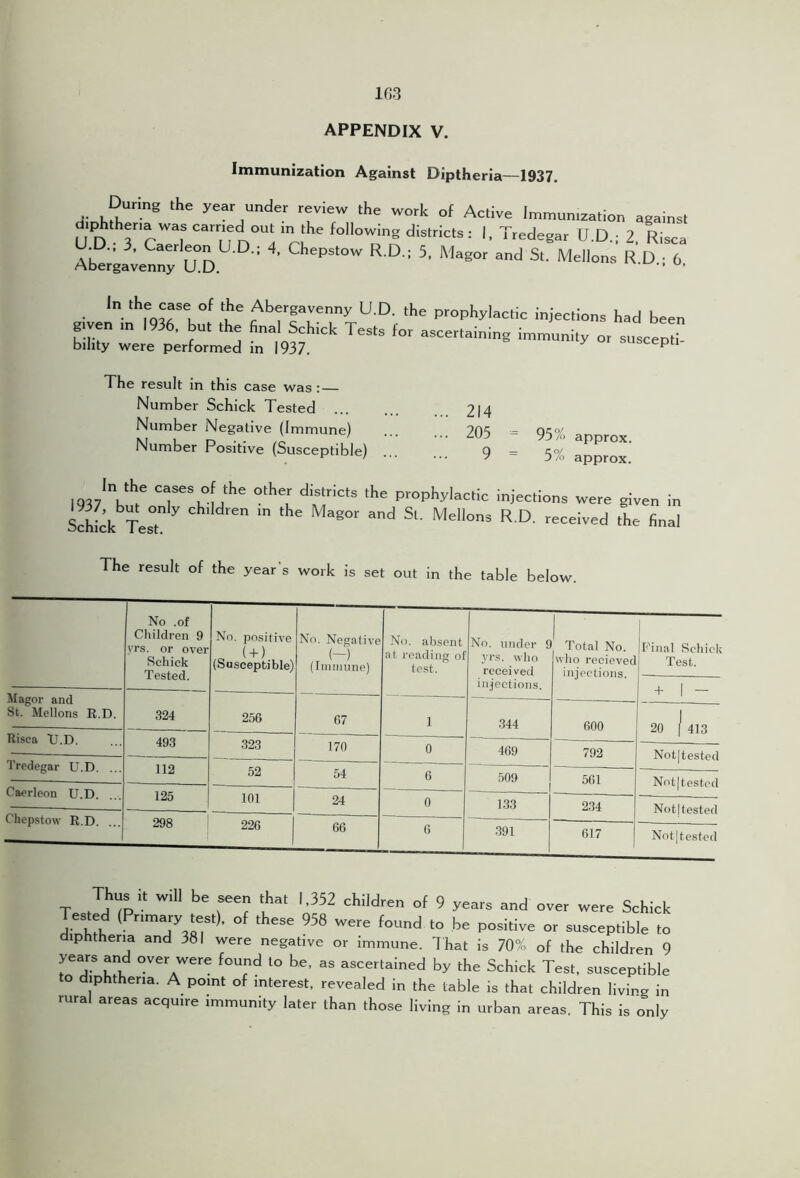 163
APPENDIX V.
Immunization Against Diptheria—1937.
During the year under review the work of Active Immunization against
diphtheria was carried out in the following districts: 1, Tredegar U.D.; 2, Risca
U.D.; 3, Caerleon U.D.; 4, Chepstow R.D.; 5, Magor and St. Mellons R.D.; 6,
Abergavenny U.D.
In the case of the Abergavenny U.D. the prophylactic injections had been
given in 1936, but the final Schick Tests for ascertaining immunity or suscepti-
bility were performed in 1937.
The result in this case was:—
Number Schick Tested ... ... ... 214
Number Negative (Immune) ... ... 205 = 95% approx.
Number Positive (Susceptible) ... ... 9 = 5% approx.
In the cases of the other districts the prophylactic injections were given in
1937, but only children in the Magor and St. Mellons R.D. received the final
Schick Test.
The result of the year's work is set out in the table below.
No .of Children 9 yrs. or over Schick Tested. | No. positive (+) (Susceptible) | No. Negative (—) (Immune) | No. absent at reading of test. | No. under 9 yrs. who received injections. | Total No. who recieved injections. | Final Schick Test. + | —
Magor and St. Mellons R.D. 324 256 67 1 344 600 20 | 413
Risca U.D. ... 493 323 170 0 469 792 Not|tested
Tredegar U.D. ... 112 52 54 6 509 561 Not|tested
Caerleon U.D. ... 125 101 24 0 133 234 Not|tested
Chepstow R.D. ... 298 226 66 6 391 617 Not|tested
Thus it will be seen that 1,352 children of 9 years and over were Schick
Tested (Primary test), of these 958 were found to be positive or susceptible to
diphtheria and 381 were negative or immune. That is 70% of the children 9
years and over were found to be, as ascertained by the Schick Test, susceptible
to diphtheria. A point of interest, revealed in the table is that children living in
rural areas acquire immunity later than those living in urban areas. This is only